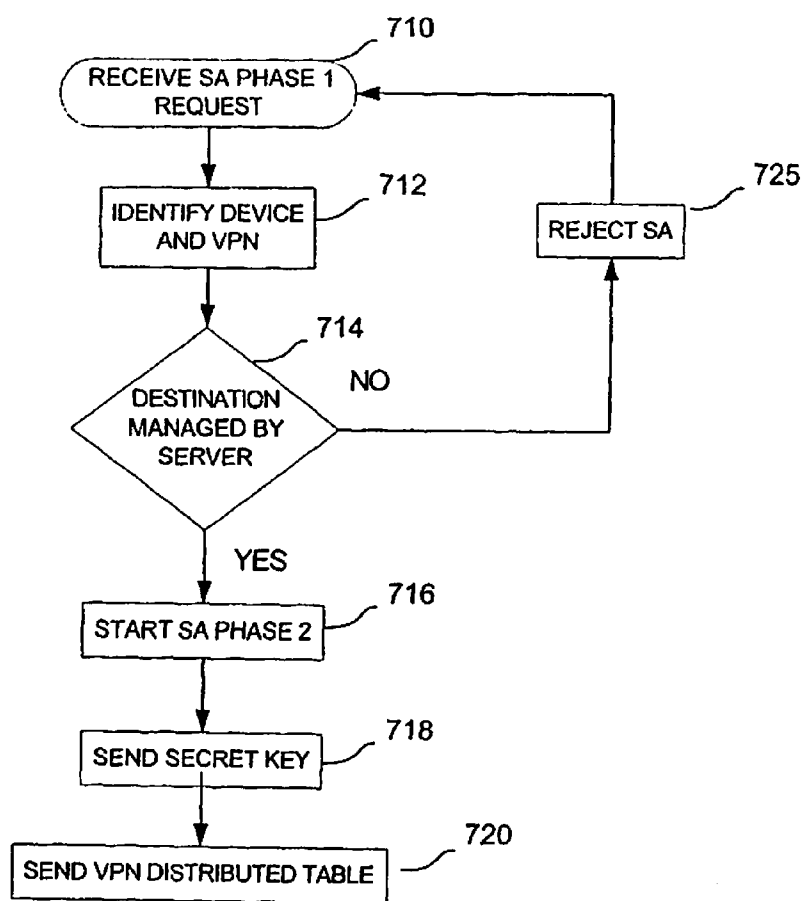 710
RECEIVE SA PHASE 1
REQUEST
712
IDENTIFY DEVICE
AND VPN
725
REJECT SA
714
DESTINATION
MANAGED BY
SERVER
NO
YES
716
START SA PHASE 2
718
SEND SECRET KEY
720
SEND VPN DISTRIBUTED TABLE